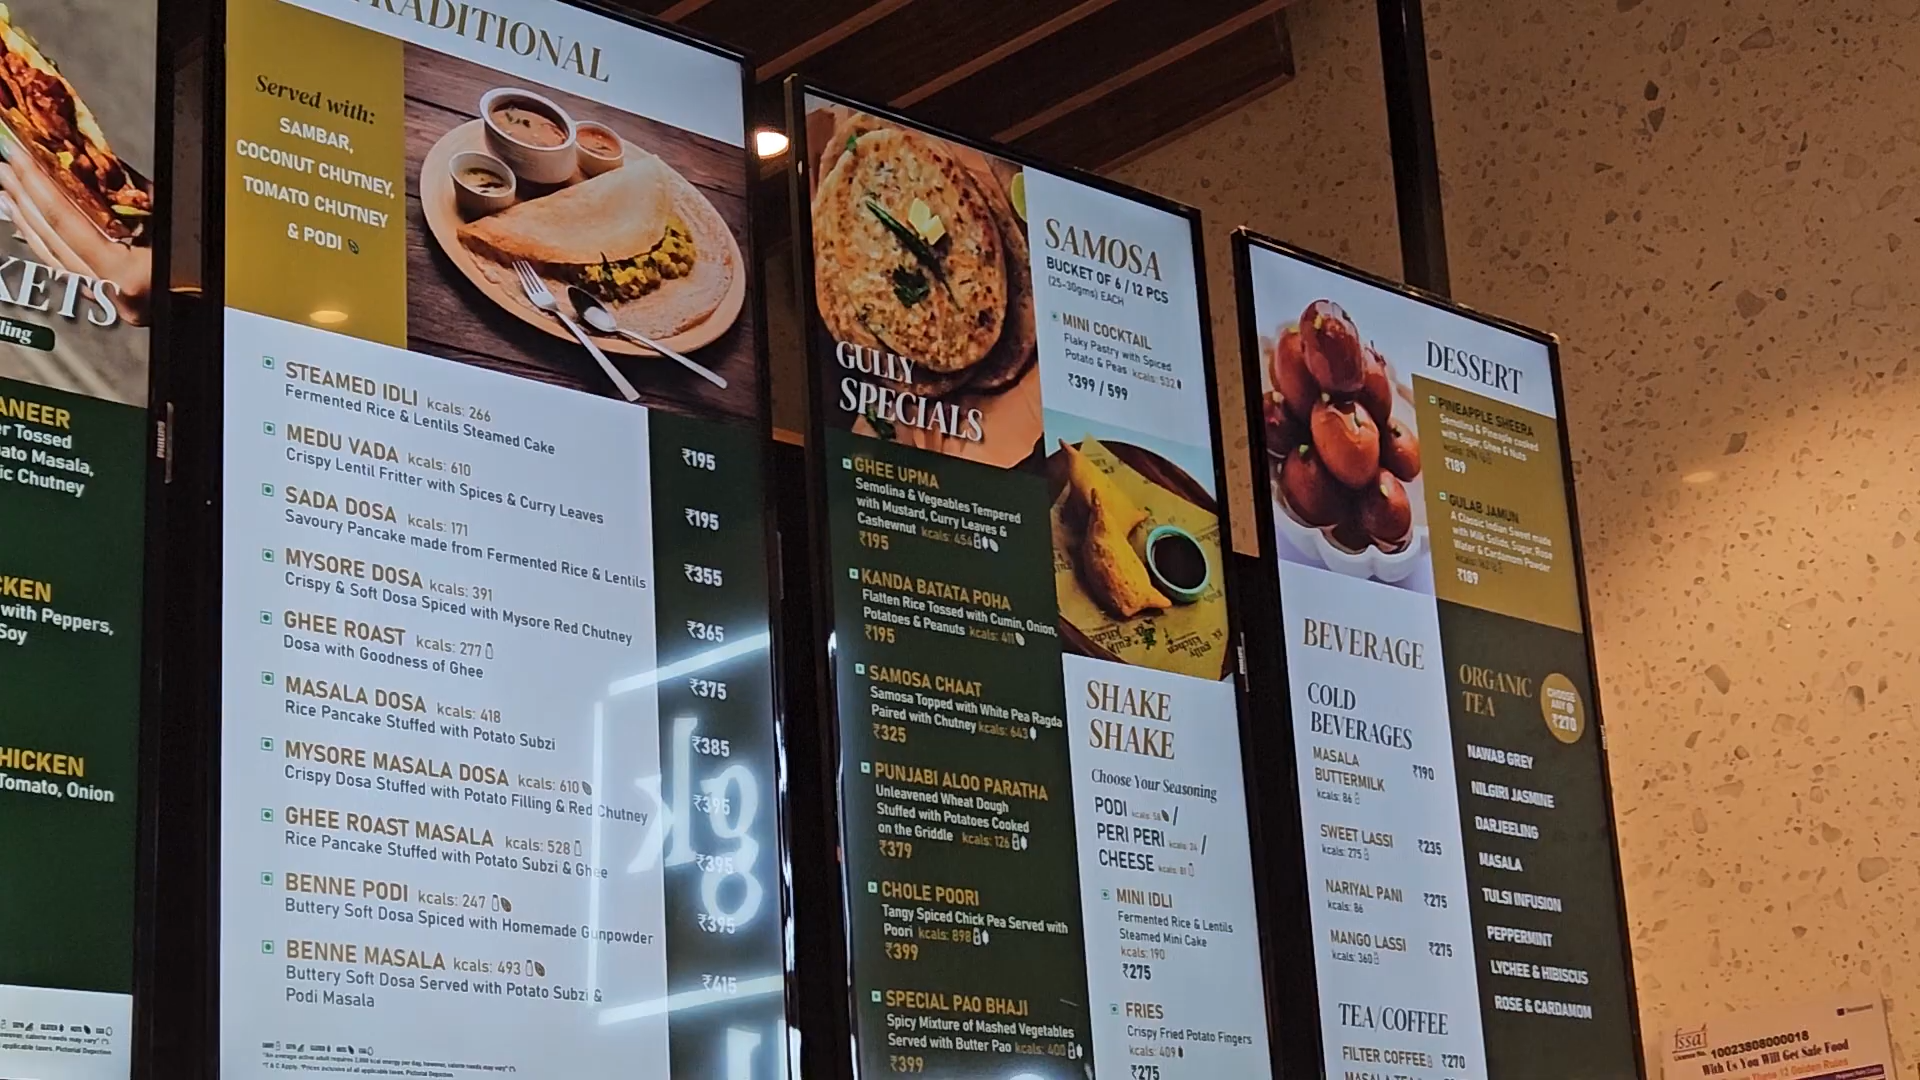 KETS
ling
ANEER
er Tossed
ato Masala,
ic Chutney
CKEN
with Peppers,
Soy
HICKEN
Tomato, Onion
PHILIPS
TRADITIONAL
Served with:
SAMBAR,
COCONUT CHUTNEY,
TOMATO CHUTNEY
& PODI
STEAMED IDLI kcals: 266
Fermented Rice & Lentils Steamed Cake
₹195
MEDU VADA kcals: 610
Crispy Lentil Fritter with Spices & Curry Leaves
₹195
SADA DOSA kcals: 171
Savoury Pancake made from Fermented Rice & Lentils
₹355
MYSORE DOSA kcals: 391
Crispy & Soft Dosa Spiced with Mysore Red Chutney
₹365
GHEE ROAST kcals: 277
Dosa with Goodness of Ghee
₹375
MASALA DOSA kcals: 418
Rice Pancake Stuffed with Potato Subzi
₹385
MYSORE MASALA DOSA kcals: 610
Crispy Dosa Stuffed with Potato Filling & Red Chutney
₹395
GHEE ROAST MASALA kcals: 528
Rice Pancake Stuffed with Potato Subzi & Ghee
₹395
BENNE PODI kcals: 247
Buttery Soft Dosa Spiced with Homemade Gunpowder
₹395
BENNE MASALA kcals: 493
Buttery Soft Dosa Served with Potato Subzi &
Podi Masala
₹415
GULLY
SPECIALS
GHEE UPMA
Semolina & Vegeables Tempered
with Mustard, Curry Leaves &
Cashewnut kcals: 454
₹195
KANDA BATATA POHA
Flatten Rice Tossed with Cumin, Onion,
Potatoes & Peanuts kcals: 411
₹195
SAMOSA CHAAT
Samosa Topped with White Pea Ragda
Paired with Chutney kcals: 643
₹325
PUNJABI ALOO PARATHA
Unleavened Wheat Dough
Stuffed with Potatoes Cooked
on the Griddle kcals: 126
₹379
CHOLE POORI
Tangy Spiced Chick Pea Served with
Poori kcals: 898
₹399
SPECIAL PAO BHAJI
Spicy Mixture of Mashed Vegetables
Served with Butter Pao kcals: 400
₹399
SAMOSA
BUCKET OF 6 / 12 PCS
(25-30gms) EACH
MINI COCKTAIL
Flaky Pastry with Spiced
Potato & Peas kcals: 532
₹399 / 599
SHAKE
SHAKE
Choose Your Seasoning
PODI /
PERI PERI /
CHEESE
MINI IDLI
Fermented Rice & Lentils
Steamed Mini Cake
kcals: 190
₹275
FRIES
Crispy Fried Potato Fingers
kcals: 409
₹275
DESSERT
PINEAPPLE SHEERA
Semolina & Pineapple cooked
with Sugar, Ghee & Nuts
₹189
GULAB JAMUN
A Classic Indian Sweet made
with Milk Solids, Sugar, Rose
Water & Cardamom Powder
₹189
BEVERAGE
COLD
BEVERAGES
MASALA
BUTTERMILK ₹190
kcals: 86
SWEET LASSI ₹235
kcals: 275
NARIYAL PANI ₹275
kcals: 86
MANGO LASSI ₹275
kcals: 360
TEA/COFFEE
FILTER COFFEE ₹270
ORGANIC
TEA
CHOOSE
ANY
₹270
NAWAB GREY
NILGIRI JASMINE
DARJEELING
MASALA
TULSI INFUSION
PEPPERMINT
LYCHEE & HIBISCUS
ROSE & CARDAMOM
fssai
License No. 10023808000018
With Us You Will Get Safe Food